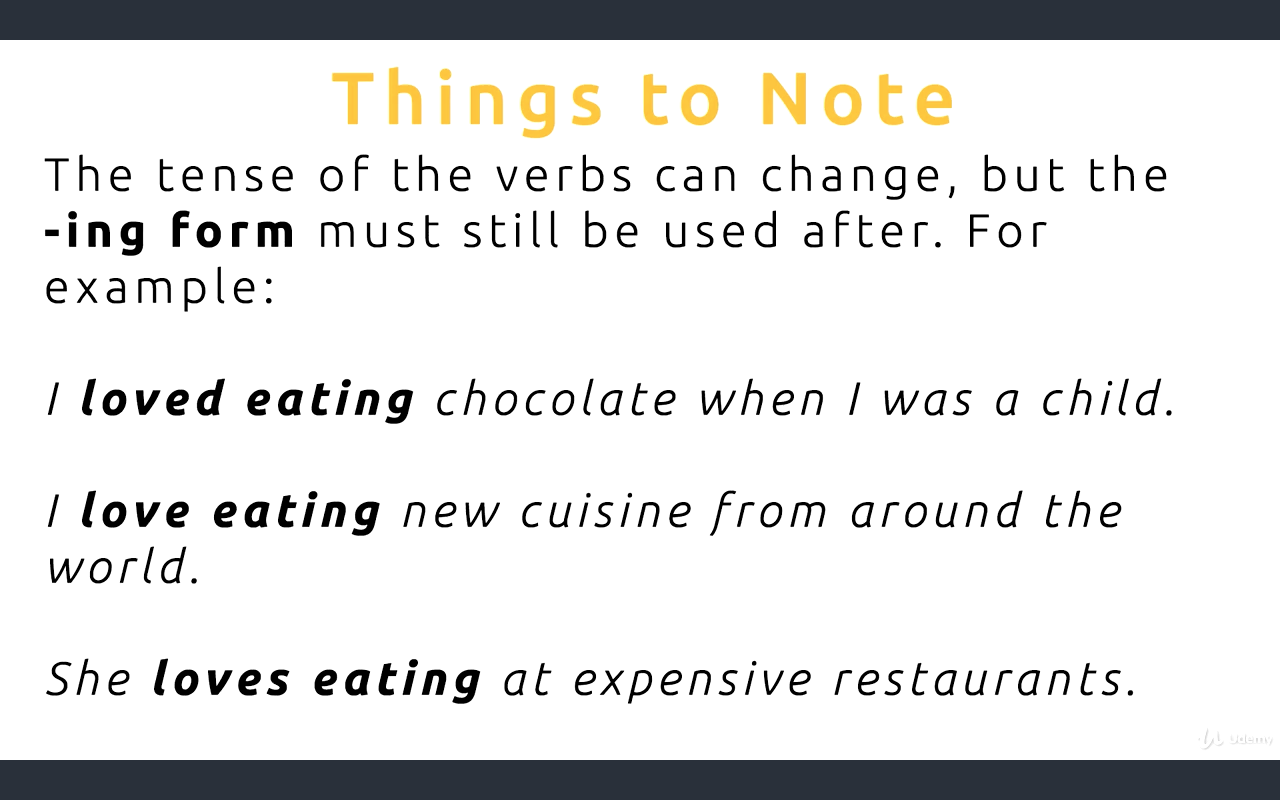 Things to Note
The tense of the verbs can change, but the
-ing form must still be used after. For
example:
I loved eating chocolate when I was a child.
I love eating new cuisine from around the
world.
She loves eating at expensive restaurants.
Udemy